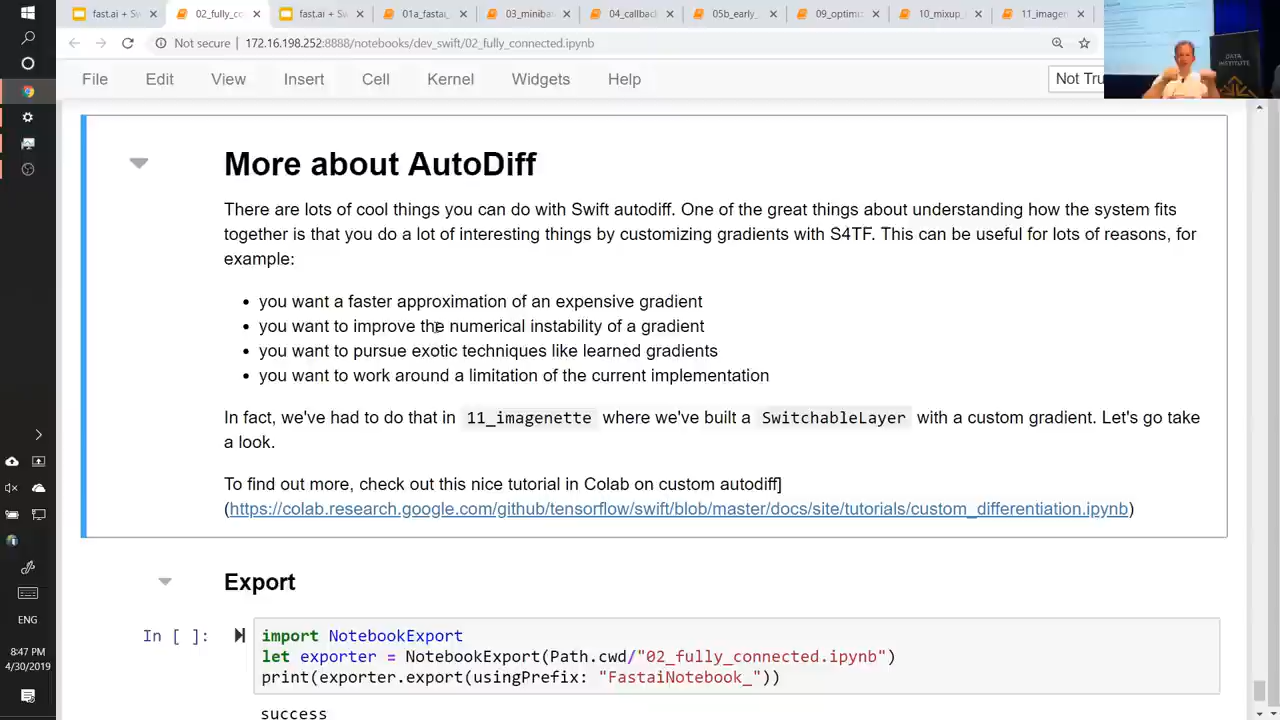 fast.ai + Sw
02_fully_co
fast.ai + Sw
01a_fastai_
03_minibat
04_callback
05b_early_
09_optimiz
10_mixup_
11_imagen
Not secure | 172.16.198.252:8888/notebooks/dev_swift/02_fully_connected.ipynb
File Edit View Insert Cell Kernel Widgets Help
Not Tru
DATA
INSTITUTE
More about AutoDiff
There are lots of cool things you can do with Swift autodiff. One of the great things about understanding how the system fits
together is that you do a lot of interesting things by customizing gradients with S4TF. This can be useful for lots of reasons, for
example:
• you want a faster approximation of an expensive gradient
• you want to improve the numerical instability of a gradient
• you want to pursue exotic techniques like learned gradients
• you want to work around a limitation of the current implementation
In fact, we've had to do that in 11_imagenette where we've built a SwitchableLayer with a custom gradient. Let's go take
a look.
To find out more, check out this nice tutorial in Colab on custom autodiff]
(https://colab.research.google.com/github/tensorflow/swift/blob/master/docs/site/tutorials/custom_differentiation.ipynb)
Export
In [ ]:
import NotebookExport
let exporter = NotebookExport(Path.cwd/"02_fully_connected.ipynb")
print(exporter.export(usingPrefix: "FastaiNotebook_"))
success
ENG
8:47 PM
4/30/2019